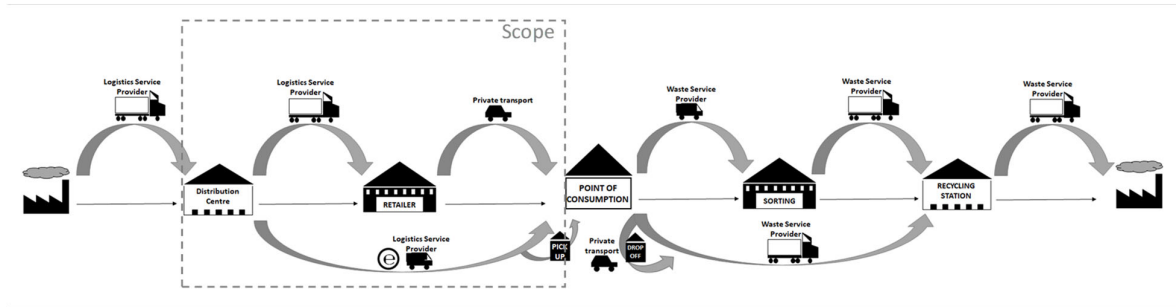 Scope
Logistics Service
Provider
Logistics Service
Provider
Private transport
Waste Service
Provider
Waste Service
Provider
Waste Service
Provider
Distribution
Centre
RETAILER
POINT OF
CONSUMPTION
SORTING
RECYCLING
STATION
Logistics Service
Provider
e
PICK
UP
Private
transport
DROP
OFF
Waste Service
Provider